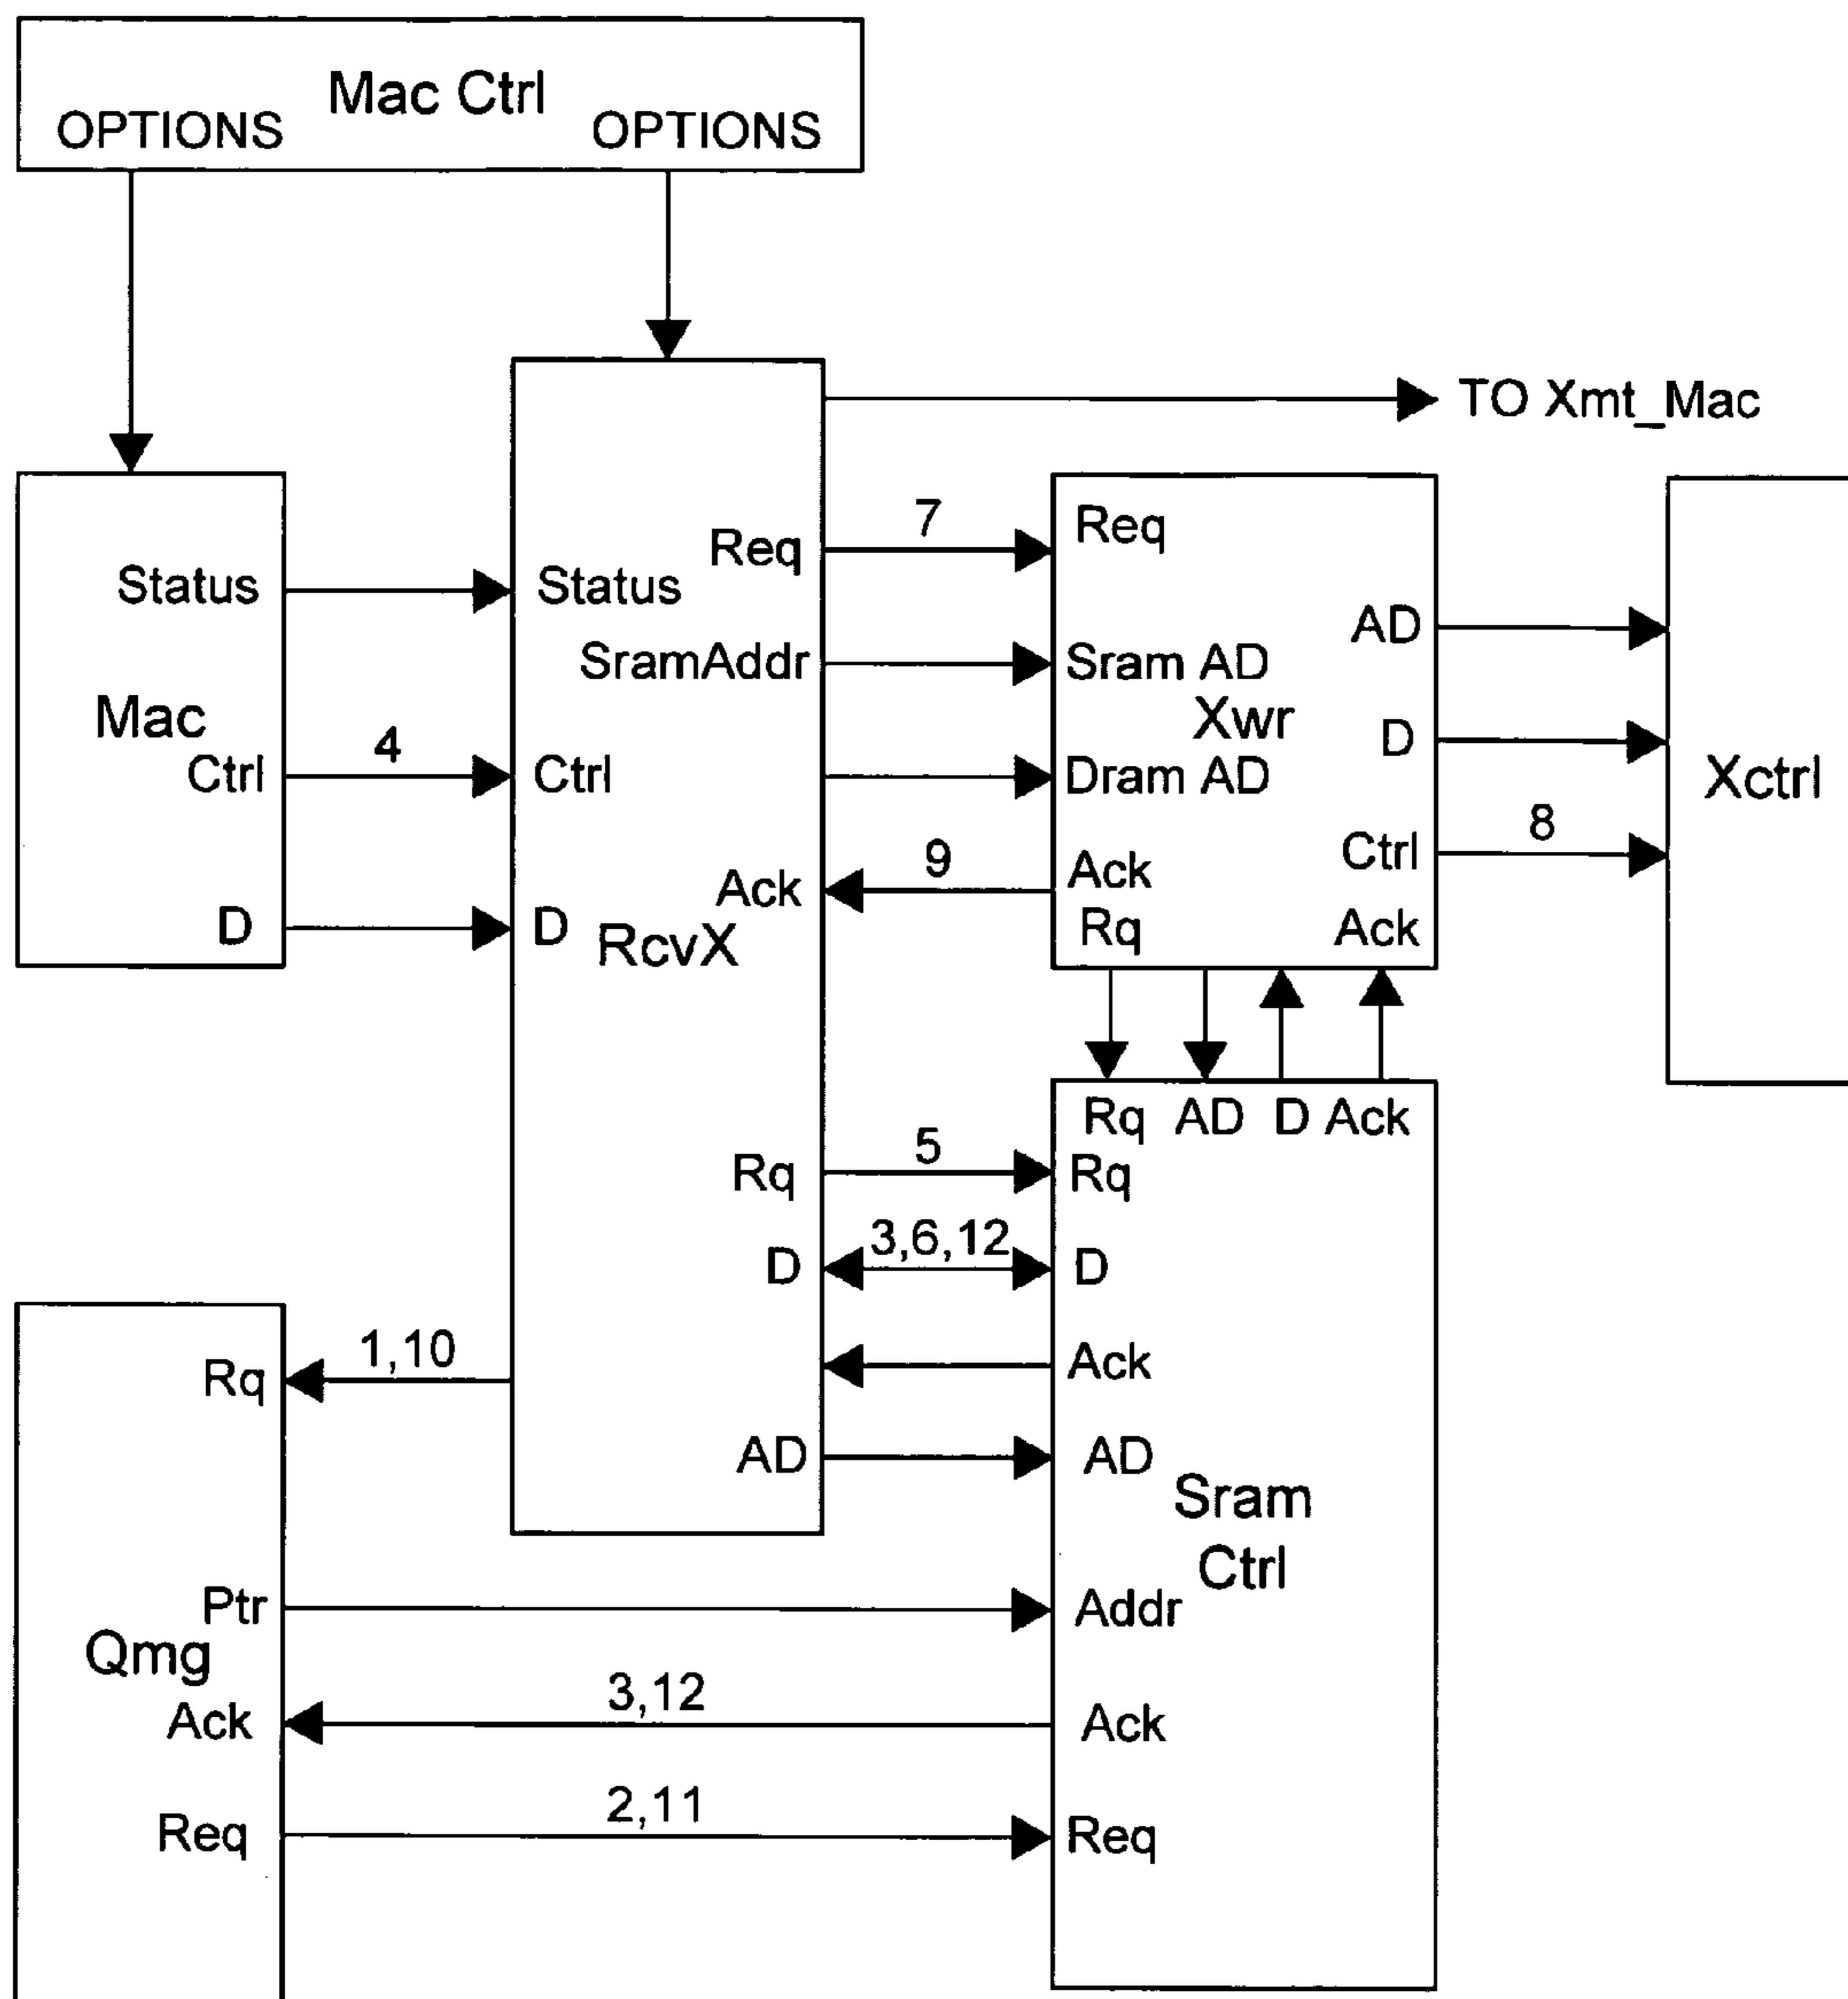 Mac Ctrl
OPTIONS OPTIONS
TO Xmt_Mac
Status
Mac
Ctrl
D
4
Status
Ctrl
D
RcvX
Req
SramAddr
Ack
Rq
D
AD
7
9
Req
Sram AD
Xwr
Dram AD
Ack
Rq
AD
D
Ctrl
Ack
8
Xctrl
5
3,6,12
Rq AD D Ack
Rq
D
Ack
AD
Sram
Ctrl
Addr
Ack
Req
1,10
Rq
Ptr
Qmg
Ack
Req
3,12
2,11